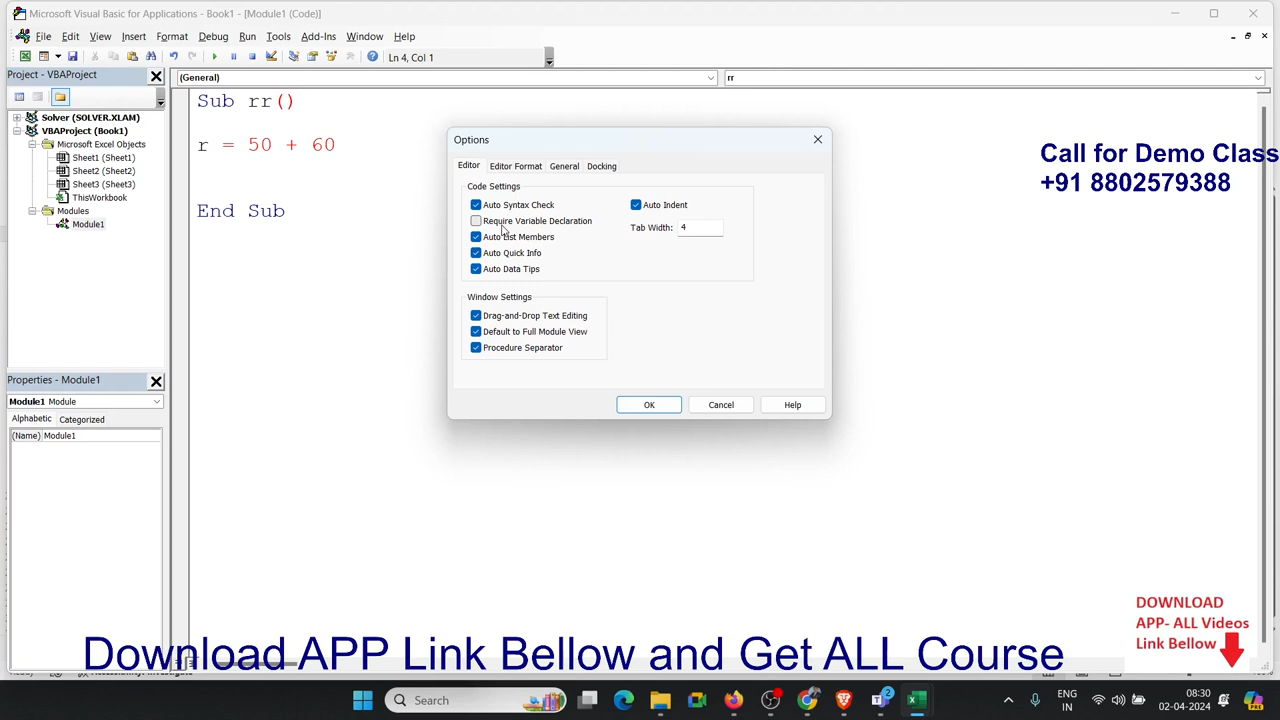 Microsoft Visual Basic for Applications - Book1 - [Module1 (Code)]
File Edit View Insert Format Debug Run Tools Add-Ins Window Help
Ln 4, Col 1
Project - VBAProject
(General)
rr
Solver (SOLVER.XLAM)
VBAProject (Book1)
Microsoft Excel Objects
Sheet1 (Sheet1)
Sheet2 (Sheet2)
Sheet3 (Sheet3)
ThisWorkbook
Modules
Module1
Sub rr()
r = 50 + 60
End Sub
Options
Editor Editor Format General Docking
Code Settings
Auto Syntax Check
Auto Indent
Require Variable Declaration
Tab Width: 4
Auto List Members
Auto Quick Info
Auto Data Tips
Window Settings
Drag-and-Drop Text Editing
Default to Full Module View
Procedure Separator
OK Cancel Help
Call for Demo Class
+91 8802579388
Properties - Module1
Module1 Module
Alphabetic Categorized
(Name) Module1
DOWNLOAD
APP- ALL Videos
Link Bellow
Download APP Link Bellow and Get ALL Course
Search
2
ENG
IN
08:30
02-04-2024